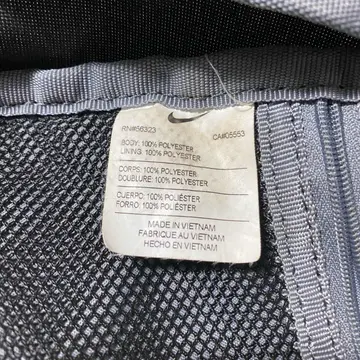 RN#56323 CA#05553
BODY: 100% POLYESTER
LINING: 100% POLYESTER
CORPS: 100% POLYESTER
DOUBLURE: 100% POLYESTER
CUERPO: 100% POLIÉSTER
FORRO: 100% POLIÉSTER
MADE IN VIETNAM
FABRIQUE AU VIETNAM
HECHO EN VIETNAM